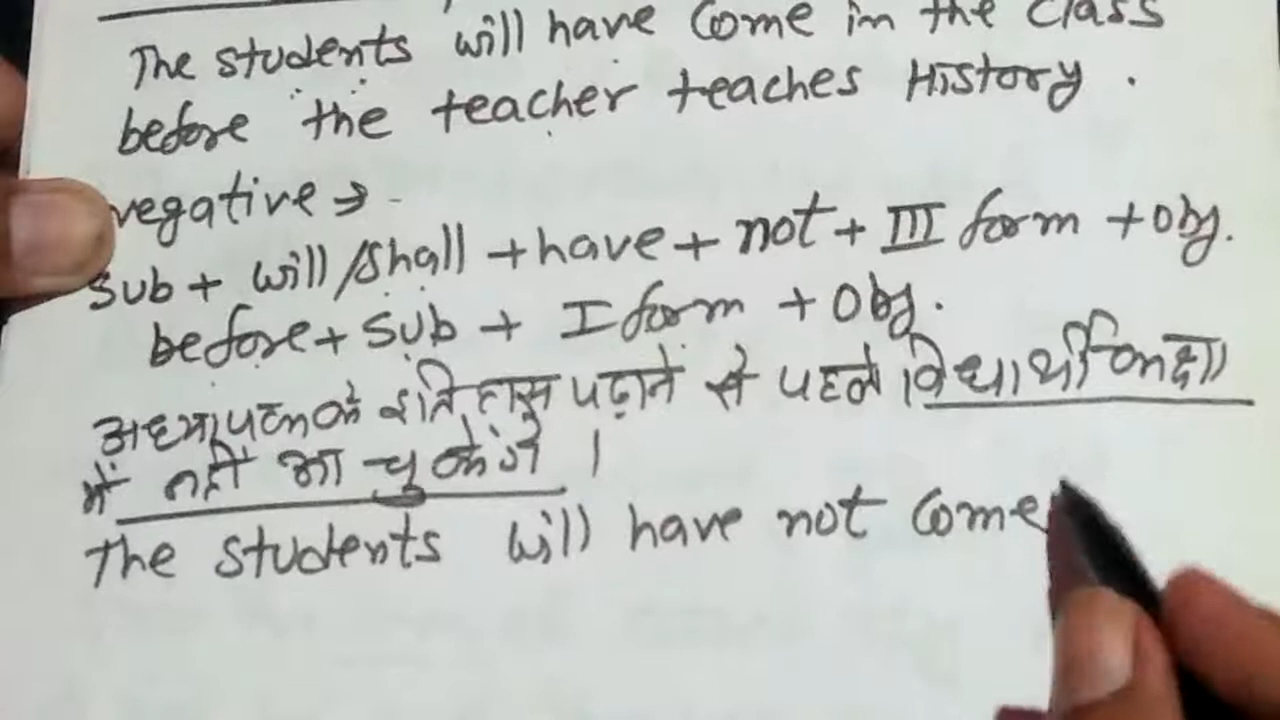 The students will have come in the class
before the teacher teaches History.
negative ⇒ -
Sub + will/shall + have + not + III form + obj.
before + sub + I form + obj.
अध्यापक के इतिहास पढ़ाने से पहले विधार्थी कक्षा
में नहीं आ चुकेंगे ।
The students will have not come